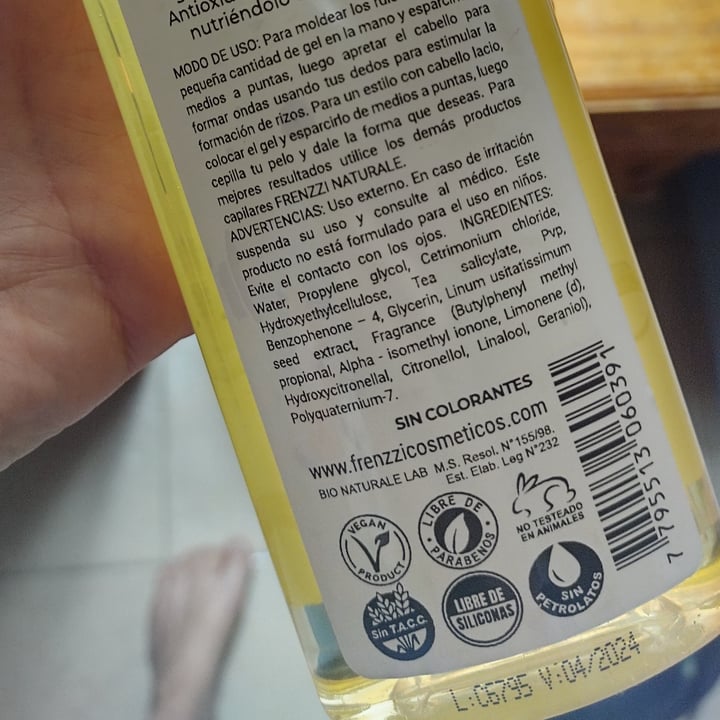 Antioxida
nutriéndolo
MODO DE USO: Para moldear los
pequeña cantidad de gel en la mano y
medios a puntas, luego apretar el cabello para
formar ondas usando tus dedos para estimular la
formación de rizos. Para un estilo con cabello lacio,
colocar el gel y esparcirlo de medios a puntas, luego
cepilla tu pelo y dale la forma que deseas. Para
mejores resultados utilice los demás productos
capilares FRENZZI NATURALE.
ADVERTENCIAS: Uso externo. En caso de irritación
suspenda su uso y consulte al médico. Este
producto no está formulado para el uso en niños.
Evite el contacto con los ojos. INGREDIENTES:
Water, Propylene glycol, Cetrimonium chloride,
Hydroxyethylcellulose, Tea salicylate, Pvp,
Benzophenone – 4, Glycerin, Linum usitatissimum
seed extract, Fragrance (Butylphenyl methyl
propional, Alpha - isomethyl ionone, Limonene (d),
Hydroxycitronellal, Citronellol, Linalool, Geraniol),
Polyquaternium-7.
SIN COLORANTES
www.frenzzicosmeticos.com
BIO NATURALE LAB M.S. Resol. N°155/98.
Est. Elab. Leg N°232
VEGAN
PRODUCT
LIBRE DE
PARABENOS
NO TESTEADO
EN ANIMALES
Sin T.A.C.C.
LIBRE DE
SILICONAS
SIN
PETROLATOS
7 795513 060391
L:C6795 V:04/2024